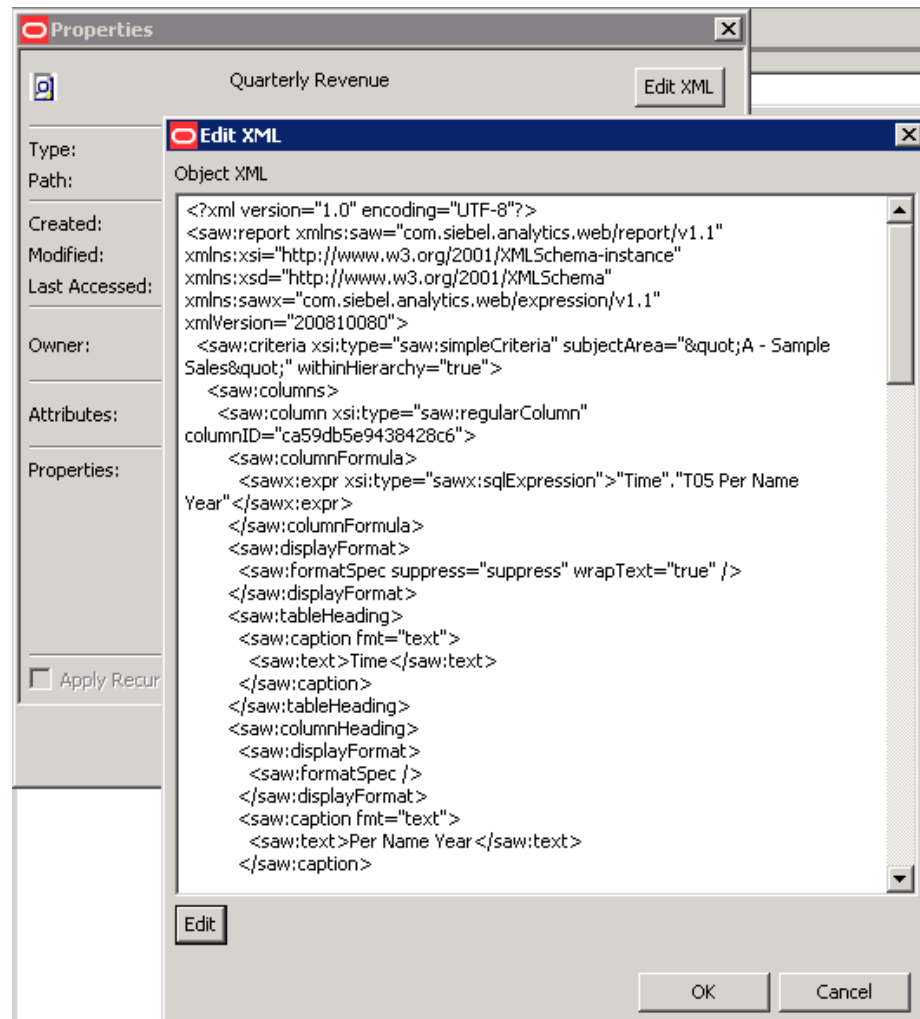 Properties
Quarterly Revenue
Edit XML
Type:
Path:
Created:
Modified:
Last Accessed:
Owner:
Attributes:
Properties:
Apply Recur
Edit XML
Object XML
<?xml version="1.0" encoding="UTF-8"?>
<saw:report xmlns:saw="com.siebel.analytics.web/report/v1.1"
xmlns:xsi="http://www.w3.org/2001/XMLSchema-instance"
xmlns:xsd="http://www.w3.org/2001/XMLSchema"
xmlns:sawx="com.siebel.analytics.web/expression/v1.1"
xmlVersion="200810080">
<saw:criteria xsi:type="saw:simpleCriteria" subjectArea="&quot;A - Sample
Sales&quot;" withinHierarchy="true">
<saw:columns>
<saw:column xsi:type="saw:regularColumn"
columnID="ca59db5e9438428c6">
<saw:columnFormula>
<sawx:expr xsi:type="sawx:sqlExpression">"Time"."T05 Per Name
Year"</sawx:expr>
</saw:columnFormula>
<saw:displayFormat>
<saw:formatSpec suppress="suppress" wrapText="true" />
</saw:displayFormat>
<saw:tableHeading>
<saw:caption fmt="text">
<saw:text>Time</saw:text>
</saw:caption>
</saw:tableHeading>
<saw:columnHeading>
<saw:displayFormat>
<saw:formatSpec />
</saw:displayFormat>
<saw:caption fmt="text">
<saw:text>Per Name Year</saw:text>
</saw:caption>
Edit
OK
Cancel